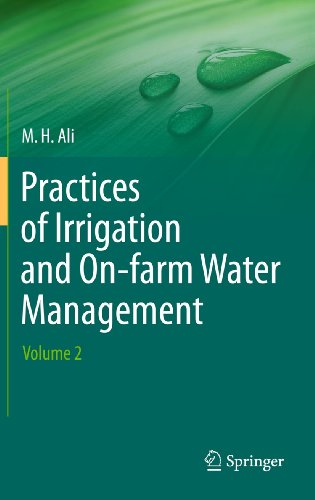 M. H. Ali
Practices
of Irrigation
and On-farm Water
Management
Volume 2
Springer